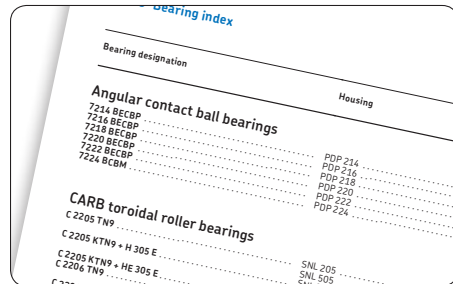 Bearing index
Bearing designation
Housing
Angular contact ball bearings
7214 BECBP PDP 214
7216 BECBP PDP 216
7218 BECBP PDP 218
7220 BECBP PDP 220
7222 BECBP PDP 222
7224 BCBM PDP 224
CARB toroidal roller bearings
C 2205 TN9 SNL 205
C 2205 KTN9 + H 305 E SNL 505
C 2205 KTN9 + HE 305 E
C 2206 TN9